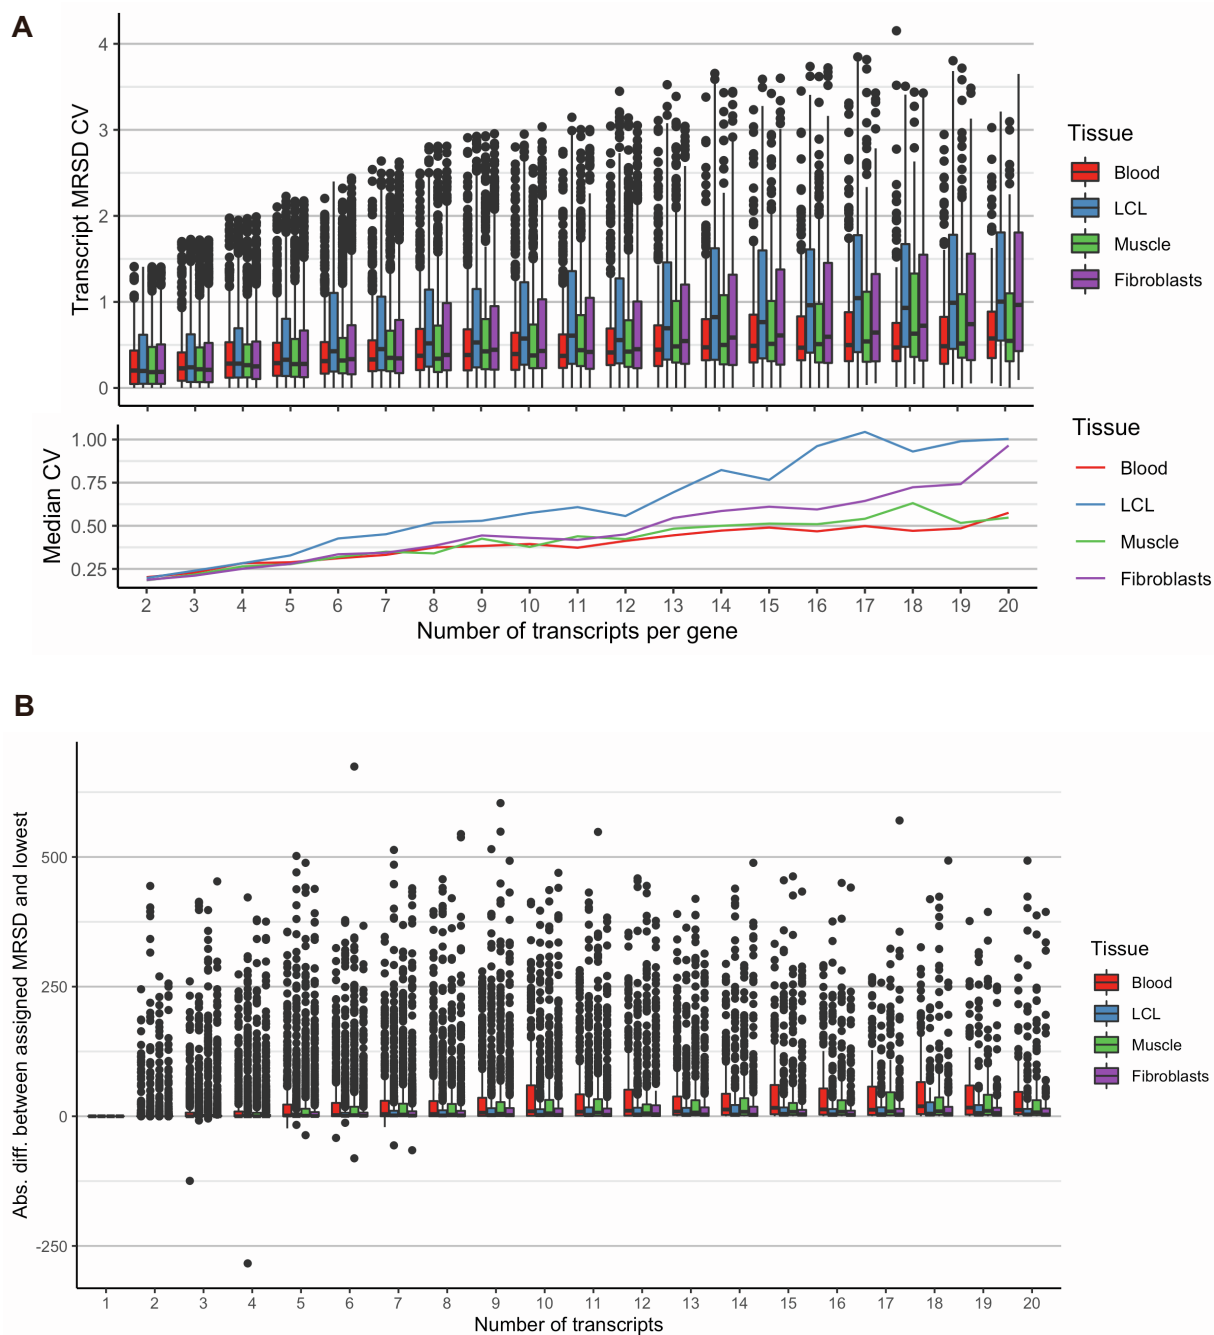 A
Transcript MRSD CV
4
3
2
1
0
Tissue
Blood
LCL
Muscle
Fibroblasts
Median CV
1.00
0.75
0.50
0.25
2 3 4 5 6 7 8 9 10 11 12 13 14 15 16 17 18 19 20
Number of transcripts per gene
Tissue
Blood
LCL
Muscle
Fibroblasts
B
Abs. diff. between assigned MRSD and lowest
500
250
0
-250
1 2 3 4 5 6 7 8 9 10 11 12 13 14 15 16 17 18 19 20
Number of transcripts
Tissue
Blood
LCL
Muscle
Fibroblasts